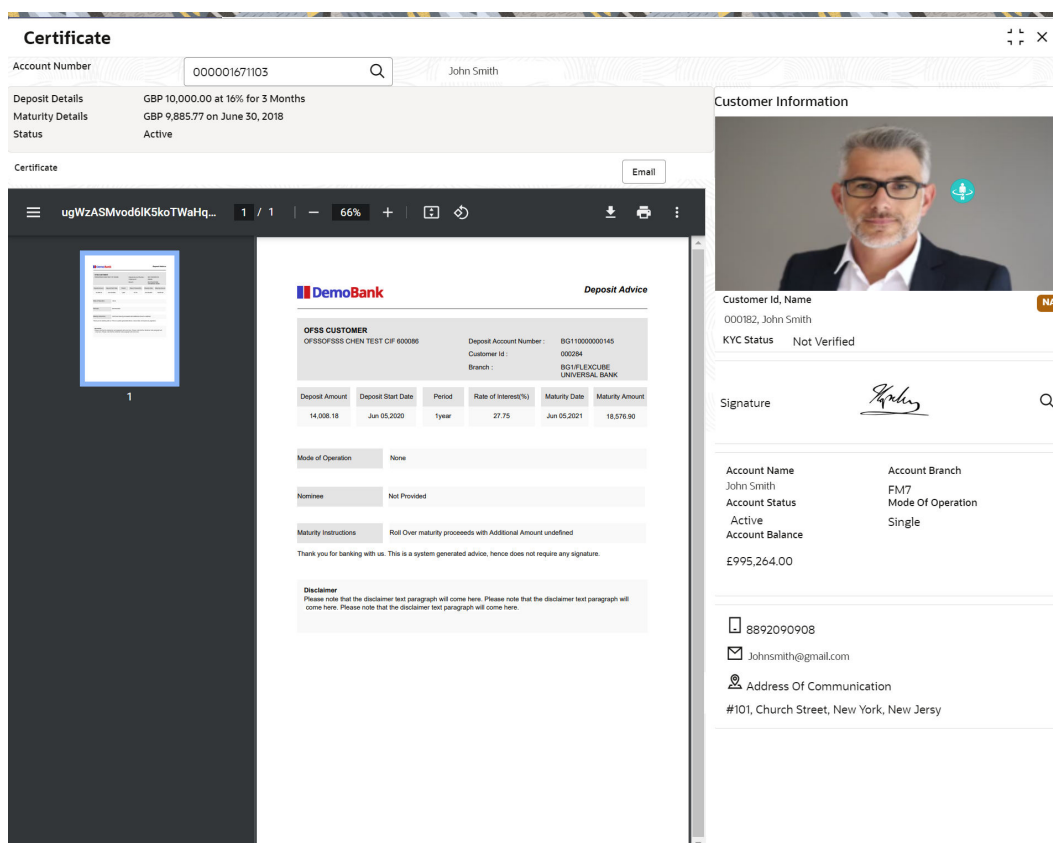 Certificate
Account Number
000001671103
John Smith
Deposit Details GBP 10,000.00 at 16% for 3 Months
Maturity Details GBP 9,885.77 on June 30, 2018
Status Active
Certificate
Email
ugWzASMvod6lK5koTWaHq... 1 / 1 | − 66% +
1
DemoBank
Deposit Advice
OFSS CUSTOMER
OFSSOFSSS CHEN TEST CIF 600086
Deposit Account Number : BG110000000145
Customer Id : 000284
Branch : BG1/FLEXCUBE
UNIVERSAL BANK
Deposit Amount Deposit Start Date Period Rate of Interest(%) Maturity Date Maturity Amount
14,008.18 Jun 05,2020 1year 27.75 Jun 05,2021 18,576.90
Mode of Operation None
Nominee Not Provided
Maturity Instructions Roll Over maturity proceeeds with Additional Amount undefined
Thank you for banking with us. This is a system generated advice, hence does not require any signature.
Disclaimer
Please note that the disclaimer text paragraph will come here. Please note that the disclaimer text paragraph will
come here. Please note that the disclaimer text paragraph will come here.
Customer Information
Customer Id, Name
NA
000182, John Smith
KYC Status Not Verified
Signature
Account Name Account Branch
John Smith FM7
Account Status Mode Of Operation
Active Single
Account Balance
£995,264.00
8892090908
Johnsmith@gmail.com
Address Of Communication
#101, Church Street, New York, New Jersy